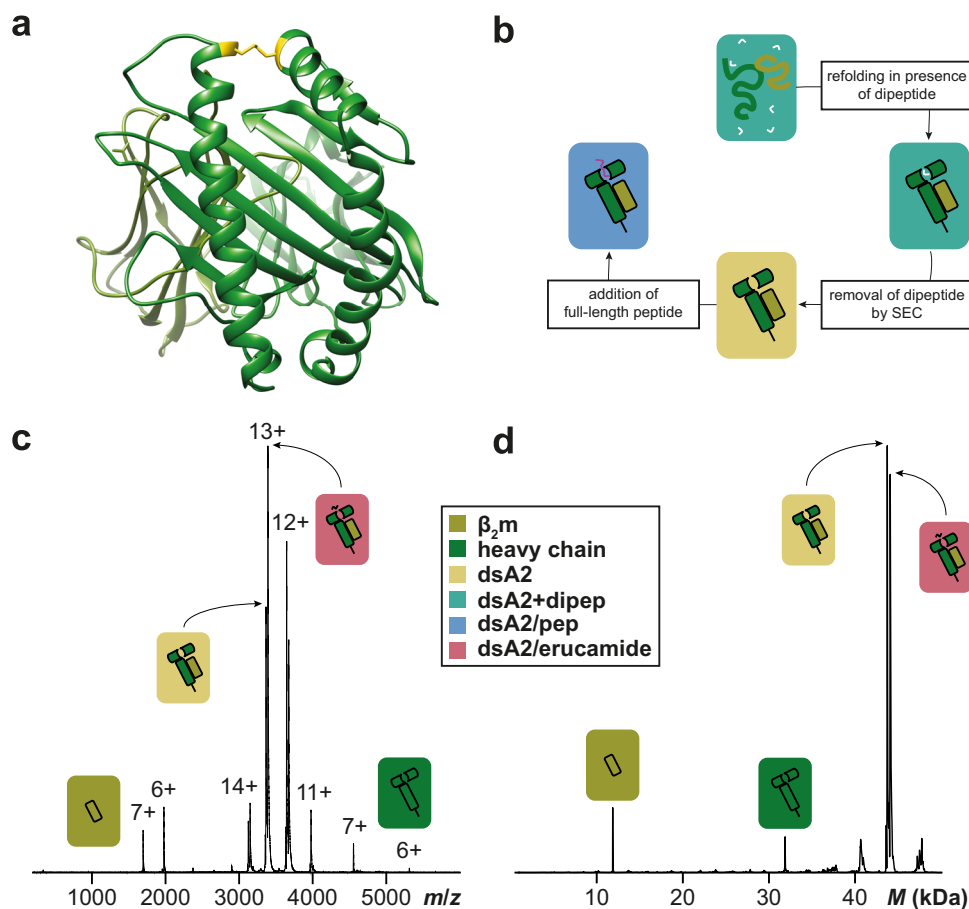 a
b
refolding in presence
of dipeptide
removal of dipeptide
by SEC
addition of
full-length peptide
c
13+
12+
14+
11+
7+
6+
7+
6+
1000 2000 3000 4000 5000 m/z
β₂m
heavy chain
dsA2
dsA2+dipep
dsA2/pep
dsA2/erucamide
d
10 20 30 40 M (kDa)